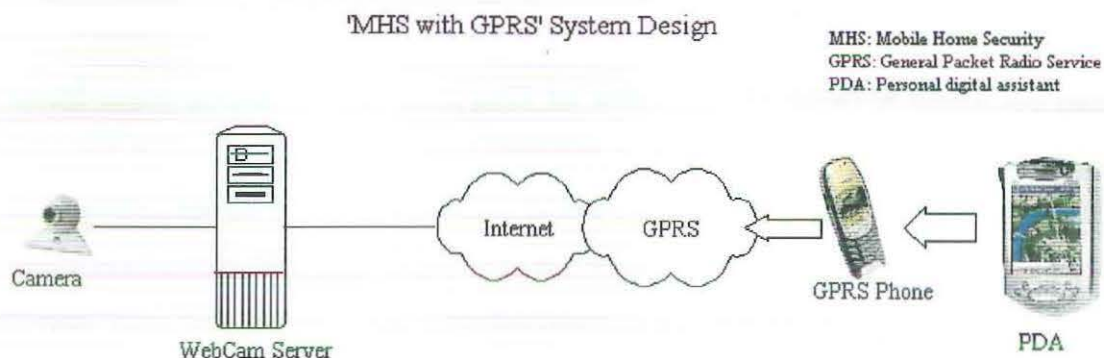 'MHS with GPRS' System Design
MHS: Mobile Home Security
GPRS: General Packet Radio Service
PDA: Personal digital assistant
Internet
GPRS
Camera
GPRS Phone
WebCam Server
PDA